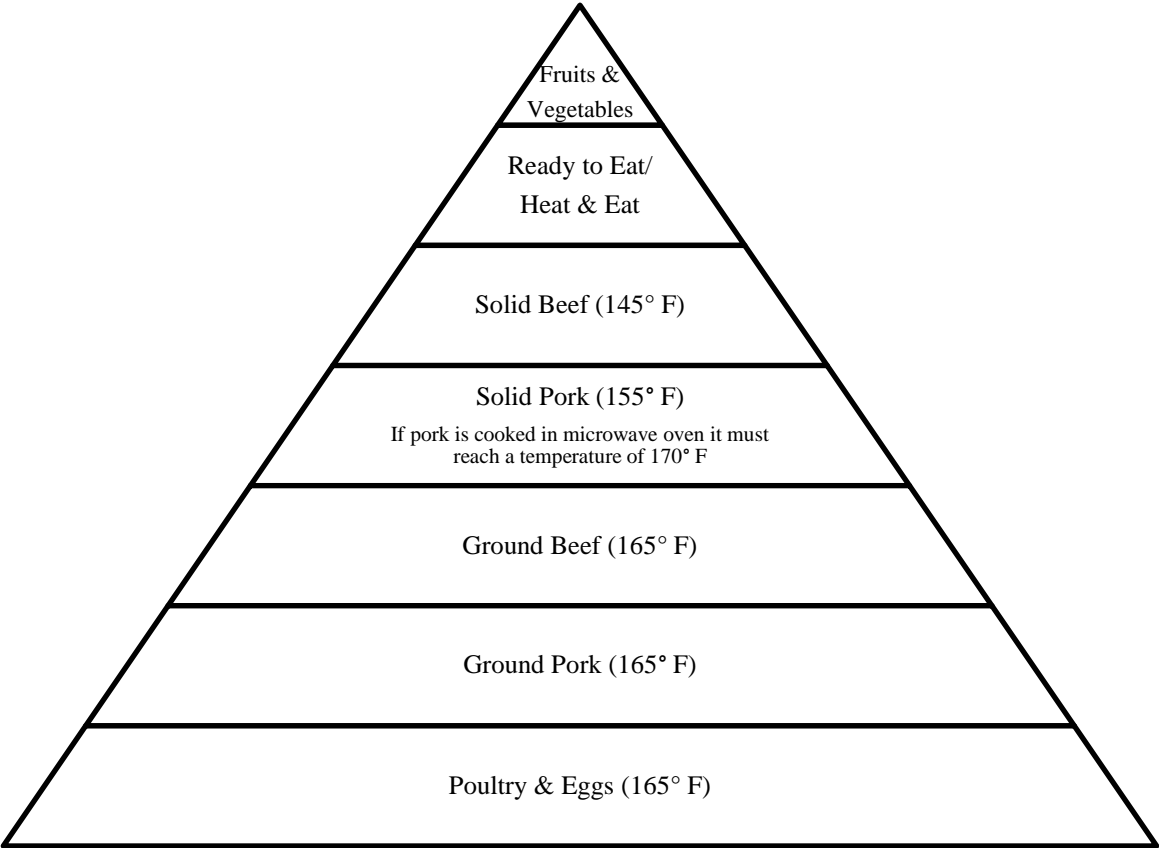 Fruits &
Vegetables
Ready to Eat/
Heat & Eat
Solid Beef (145° F)
Solid Pork (155° F)
If pork is cooked in microwave oven it must
reach a temperature of 170° F
Ground Beef (165° F)
Ground Pork (165° F)
Poultry & Eggs (165° F)